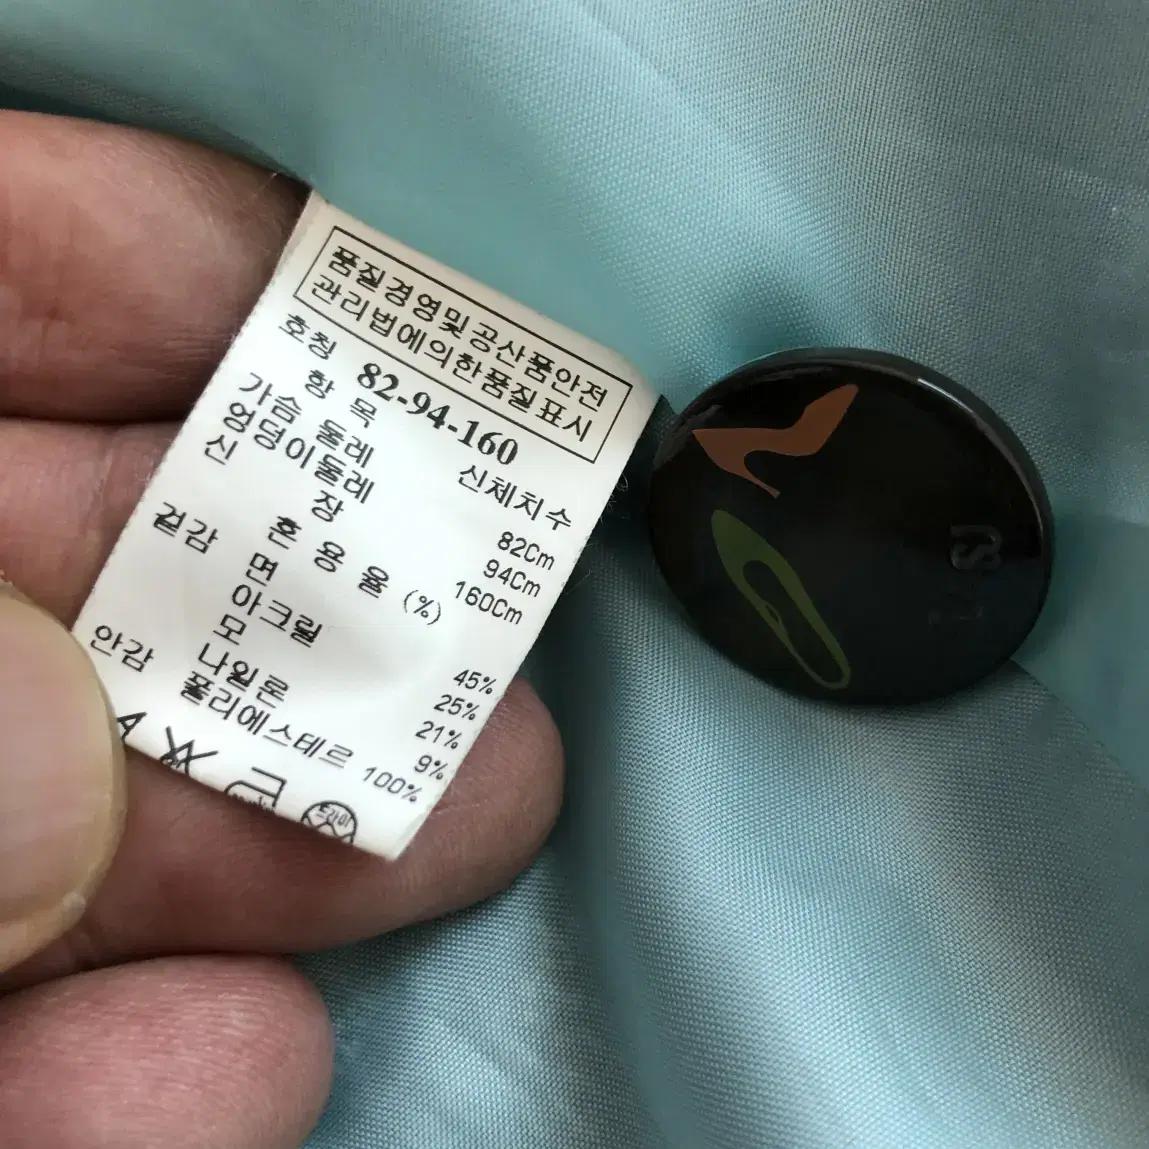 품질경영및공산품안전
관리법에의한품질표시
호칭 82-94-160
항 목 신체치수
가슴 둘레 82Cm
엉덩이둘레 94Cm
신 장 160Cm
혼 용 율 (%)
겉감 면 45%
아크릴 25%
모 21%
나일론 9%
안감 폴리에스테르 100%
드라이